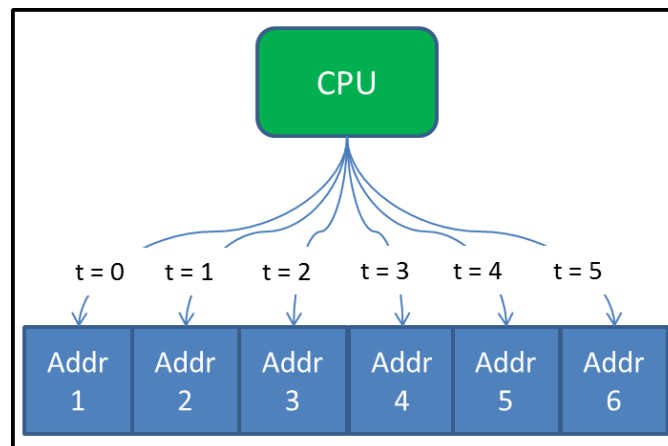 CPU
t = 0 t = 1 t = 2 t = 3 t = 4 t = 5
Addr Addr Addr Addr Addr Addr
1 2 3 4 5 6